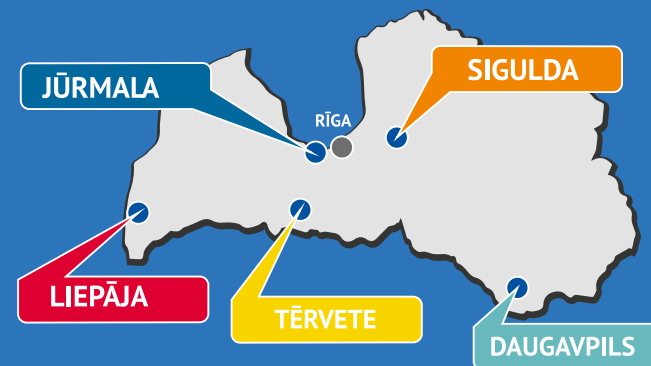 JŪRMALA
SIGULDA
RĪGA
LIEPĀJA
TĒRVETE
DAUGAVPILS